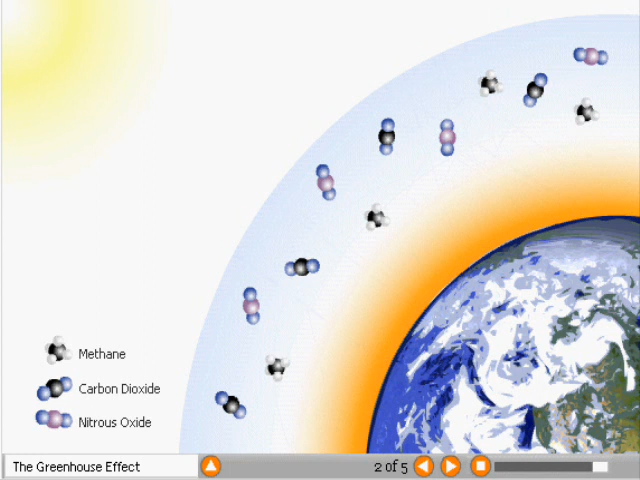 Methane
Carbon Dioxide
Nitrous Oxide
The Greenhouse Effect
2 of 5